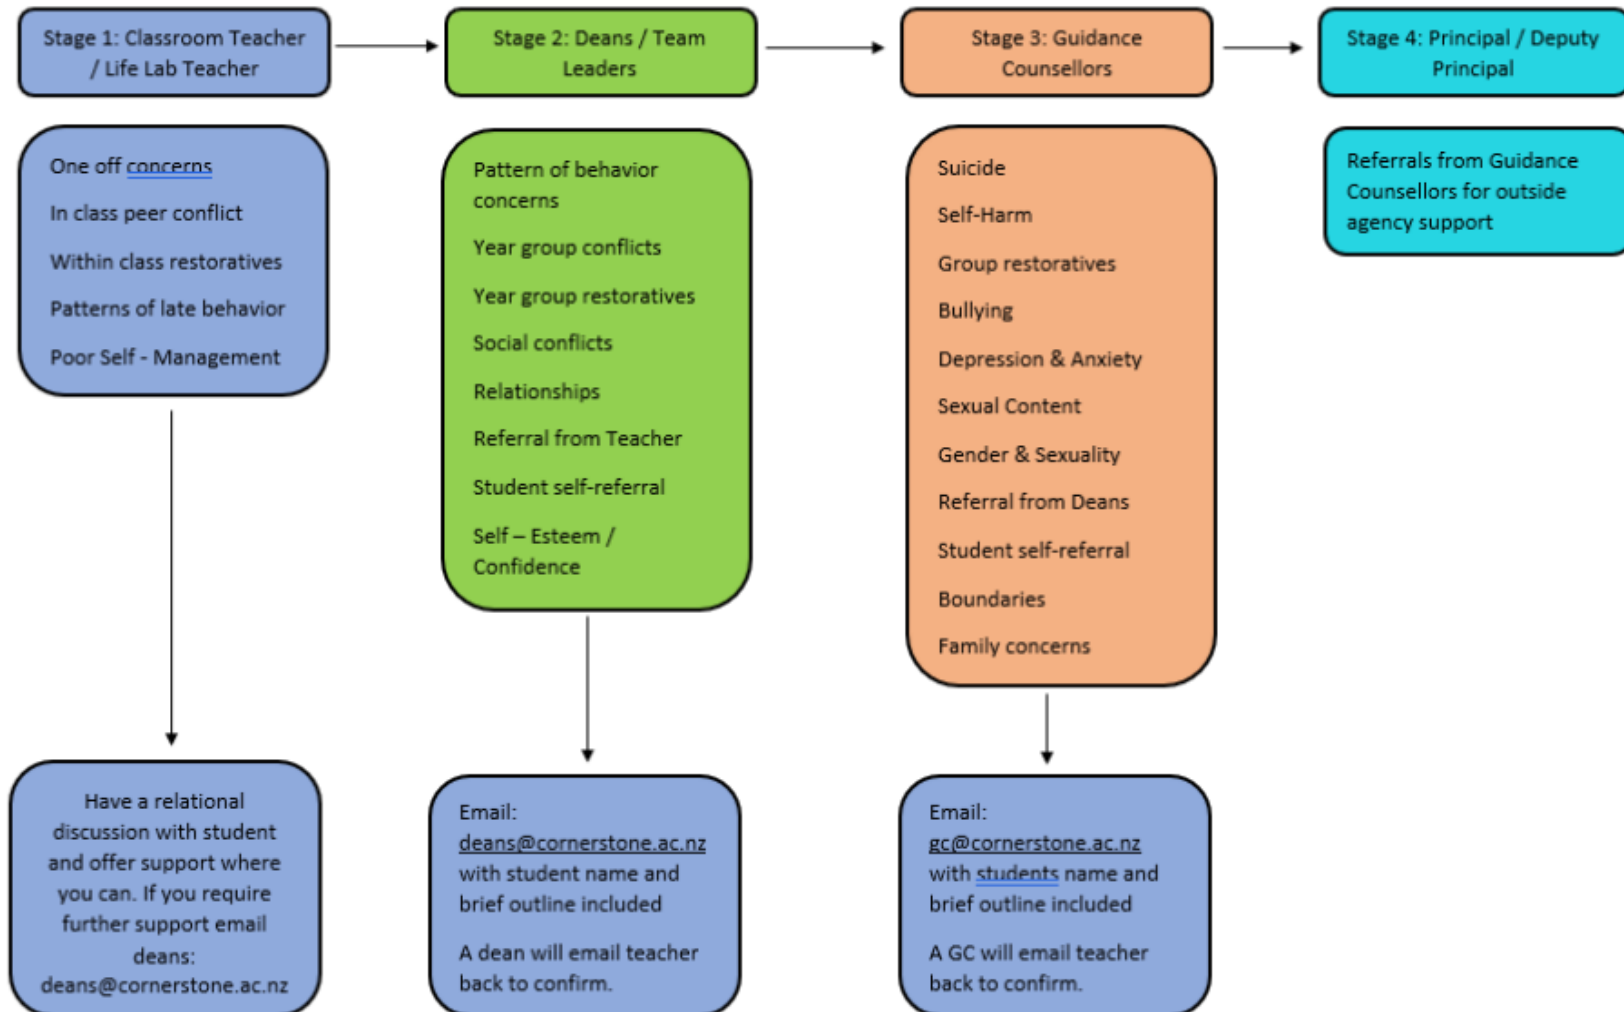 Stage 1: Classroom Teacher
/ Life Lab Teacher
Stage 2: Deans / Team
Leaders
Stage 3: Guidance
Counsellors
Stage 4: Principal / Deputy
Principal
One off concerns
In class peer conflict
Within class restoratives
Patterns of late behavior
Poor Self - Management
Pattern of behavior
concerns
Year group conflicts
Year group restoratives
Social conflicts
Relationships
Referral from Teacher
Student self-referral
Self – Esteem /
Confidence
Suicide
Self-Harm
Group restoratives
Bullying
Depression & Anxiety
Sexual Content
Gender & Sexuality
Referral from Deans
Student self-referral
Boundaries
Family concerns
Referrals from Guidance
Counsellors for outside
agency support
Have a relational
discussion with student
and offer support where
you can. If you require
further support email
deans:
deans@cornerstone.ac.nz
Email:
deans@cornerstone.ac.nz
with student name and
brief outline included
A dean will email teacher
back to confirm.
Email:
gc@cornerstone.ac.nz
with students name and
brief outline included
A GC will email teacher
back to confirm.